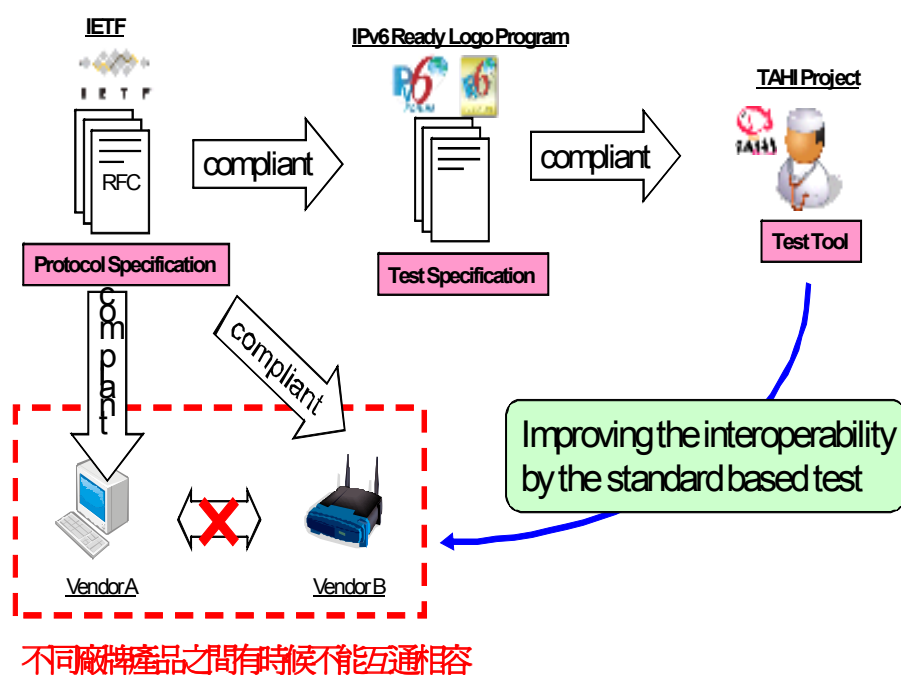 IETF
IPv6 Ready Logo Program
TAHI Project
I E T F
RFC
compliant
compliant
Protocol Specification
Test Specification
Test Tool
compliant
compliant
Improving the interoperability
by the standard based test
Vendor A
Vendor B
不同廠牌產品之間有時候不能互通相容